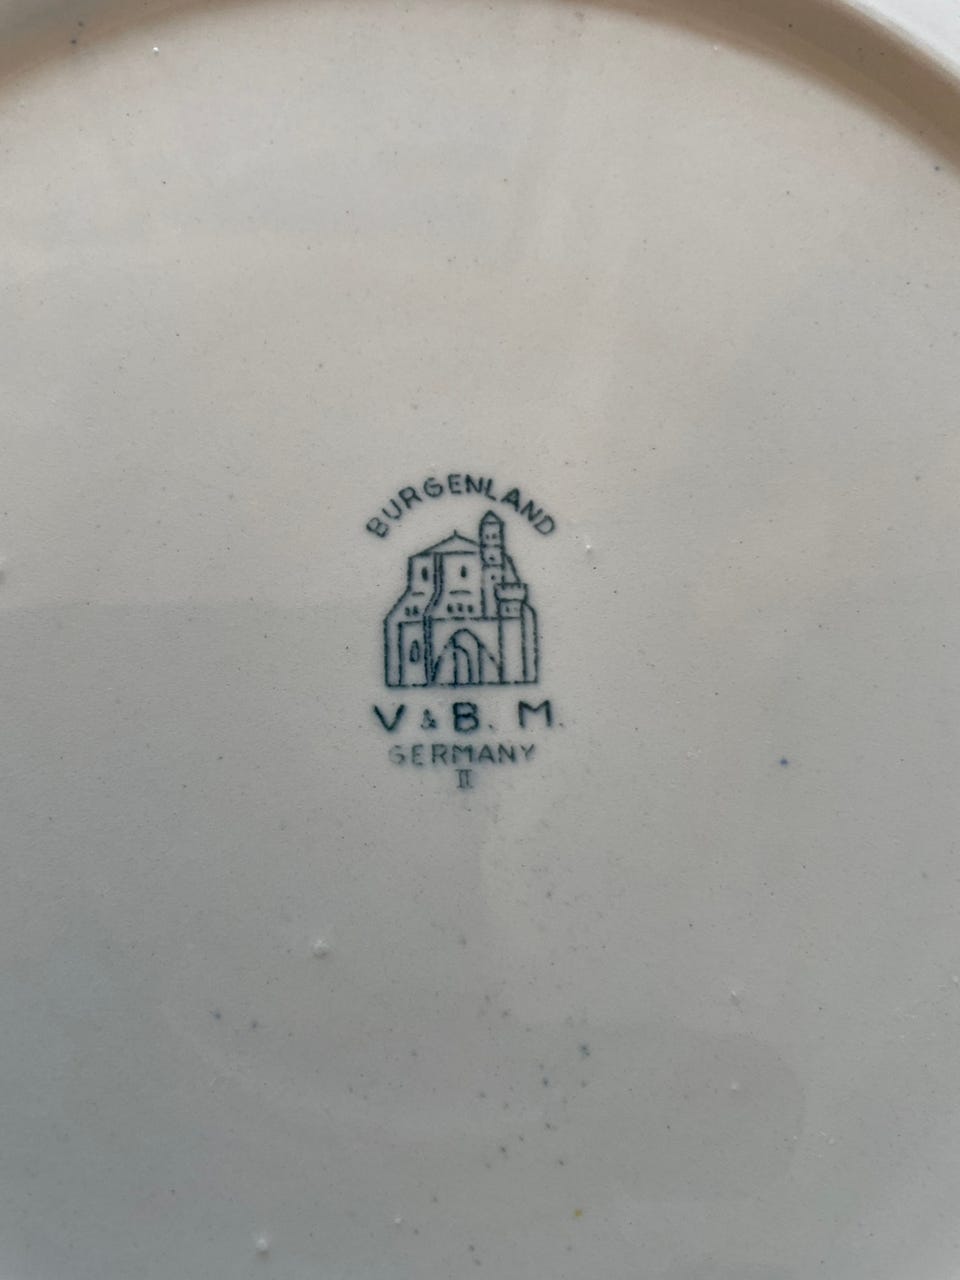 BURGENLAND
V & B. M.
GERMANY
II